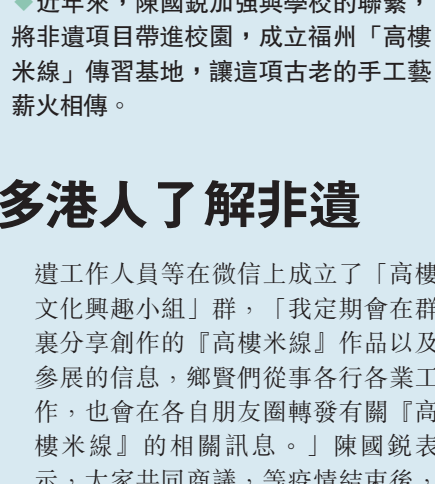 ◆近年來，陳國銳加強與學校的聯繫，
將非遺項目帶進校園，成立福州「高樓
米線」傳習基地，讓這項古老的手工藝
薪火相傳。
多港人了解非遺
遺工作人員等在微信上成立了「高樓
文化興趣小組」群，「我定期會在群
裏分享創作的『高樓米線』作品以及
參展的信息，鄉賢們從事各行各業工
作，也會在各自朋友圈轉發有關『高
樓米線』的相關訊息。」陳國銳表
示，大家共同商議，等疫情結束後，